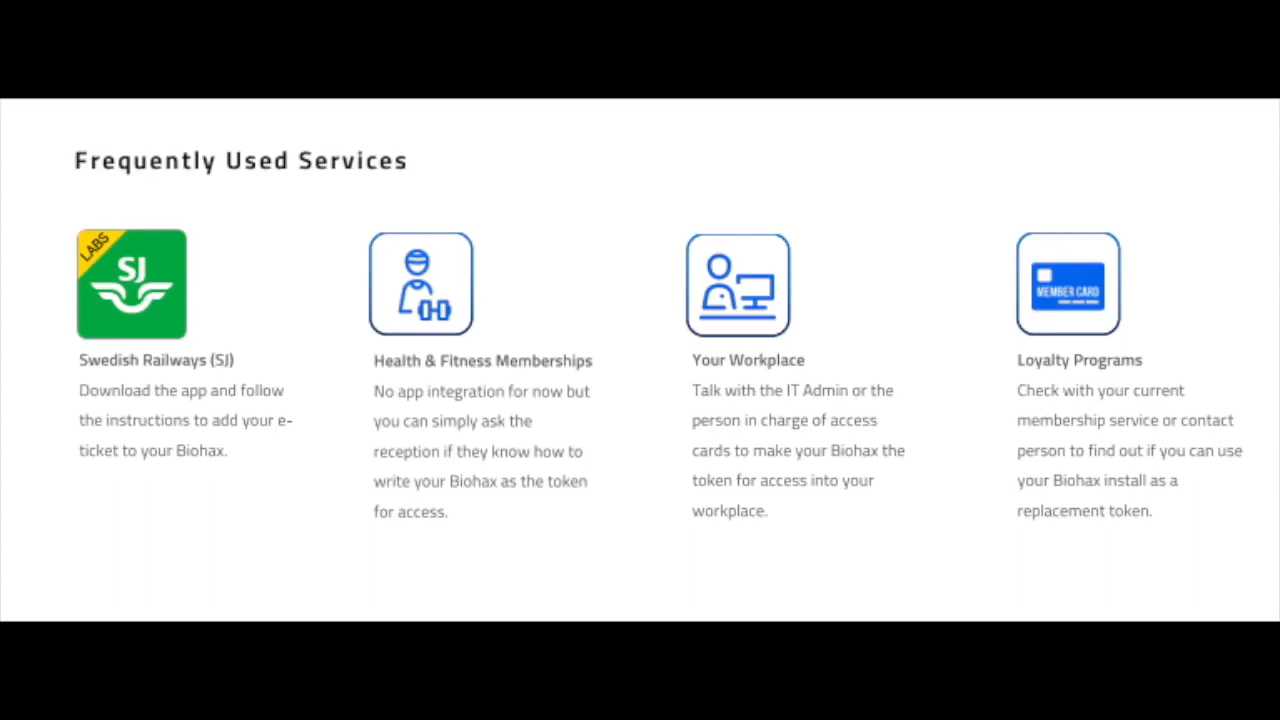 Frequently Used Services
LABS
SJ
Swedish Railways (SJ)
Download the app and follow
the instructions to add your e-
ticket to your Biohax.
Health & Fitness Memberships
No app integration for now but
you can simply ask the
reception if they know how to
write your Biohax as the token
for access.
Your Workplace
Talk with the IT Admin or the
person in charge of access
cards to make your Biohax the
token for access into your
workplace.
MEMBER CARD
Loyalty Programs
Check with your current
membership service or contact
person to find out if you can use
your Biohax install as a
replacement token.